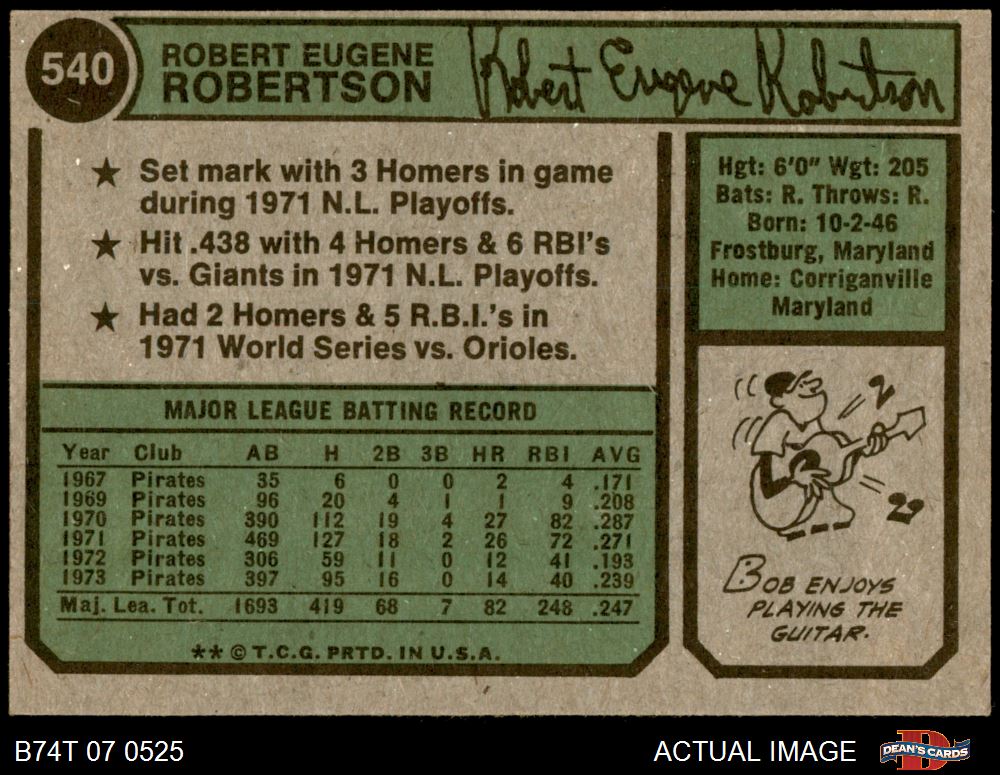 540
ROBERT EUGENE
ROBERTSON
Robert Eugene Robertson
★ Set mark with 3 Homers in game
during 1971 N.L. Playoffs.
★ Hit .438 with 4 Homers & 6 RBI's
vs. Giants in 1971 N.L. Playoffs.
★ Had 2 Homers & 5 R.B.I.'s in
1971 World Series vs. Orioles.
Hgt: 6'0" Wgt: 205
Bats: R. Throws: R.
Born: 10-2-46
Frostburg, Maryland
Home: Corriganville
Maryland
MAJOR LEAGUE BATTING RECORD
Year Club AB H 2B 3B HR RBI AVG
1967 Pirates 35 6 0 0 2 4 .171
1969 Pirates 96 20 4 1 1 9 .208
1970 Pirates 390 112 19 4 27 82 .287
1971 Pirates 469 127 18 2 26 72 .271
1972 Pirates 306 59 11 0 12 41 .193
1973 Pirates 397 95 16 0 14 40 .239
Maj. Lea. Tot. 1693 419 68 7 82 248 .247
** © T.C.G. PRTD. IN U.S.A.
BOB ENJOYS
PLAYING THE
GUITAR.
B74T 07 0525
ACTUAL IMAGE
DEAN'S CARDS